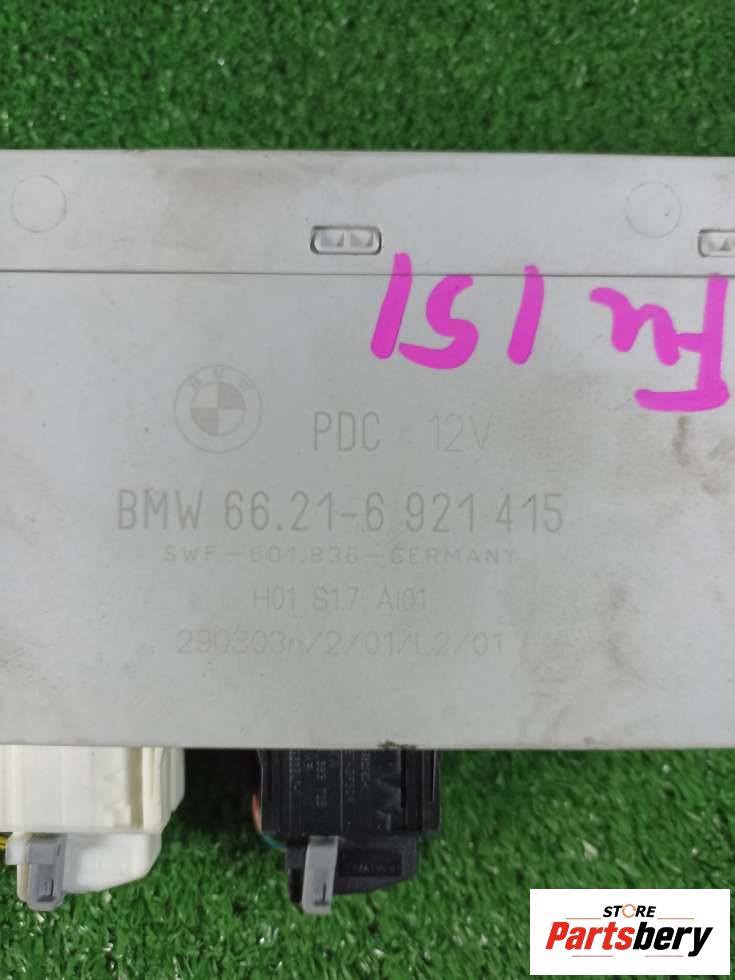 Fu 151
BMW
PDC 12V
BMW 66.21-6 921 415
SWF-601.836-GERMANY
H01 S1.7 AI01
290303n/2/01/L2/01
STORE
Partsbery